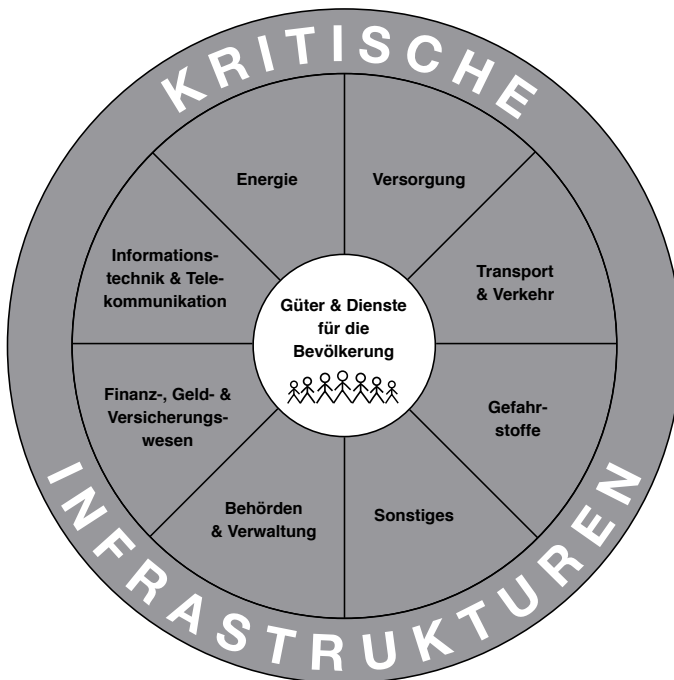 KRITISCHE
Energie
Versorgung
Informations-
technik & Tele-
kommunikation
Transport
& Verkehr
Güter & Dienste
für die
Bevölkerung
Finanz-, Geld- &
Versicherungs-
wesen
Gefahr-
stoffe
Behörden
& Verwaltung
Sonstiges
INFRASTRUKTUREN